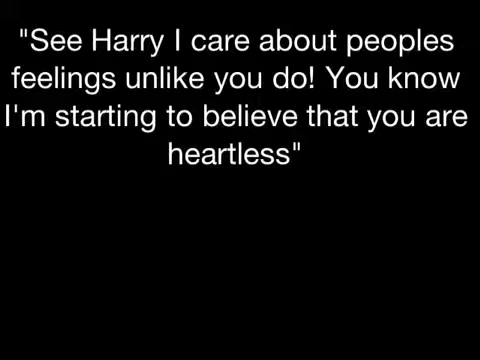 "See Harry I care about peoples
feelings unlike you do! You know
I'm starting to believe that you are
heartless"